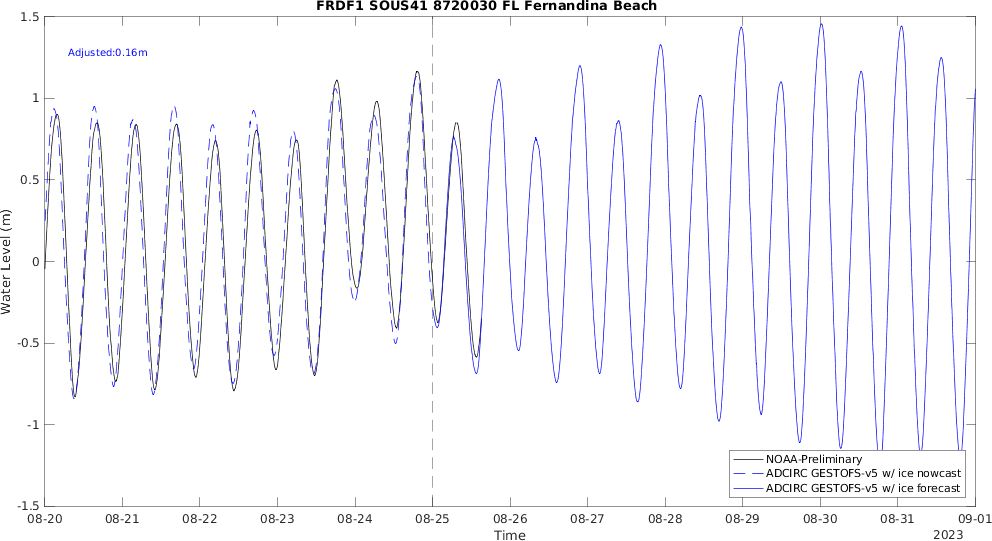 FRDF1 SOUS41 8720030 FL Fernandina Beach
Adjusted:0.16m
1.5
1
0.5
0
-0.5
-1
-1.5
Water Level (m)
NOAA-Preliminary
ADCIRC GESTOFS-v5 w/ ice nowcast
ADCIRC GESTOFS-v5 w/ ice forecast
08-20 08-21 08-22 08-23 08-24 08-25 08-26 08-27 08-28 08-29 08-30 08-31 09-01
Time
2023